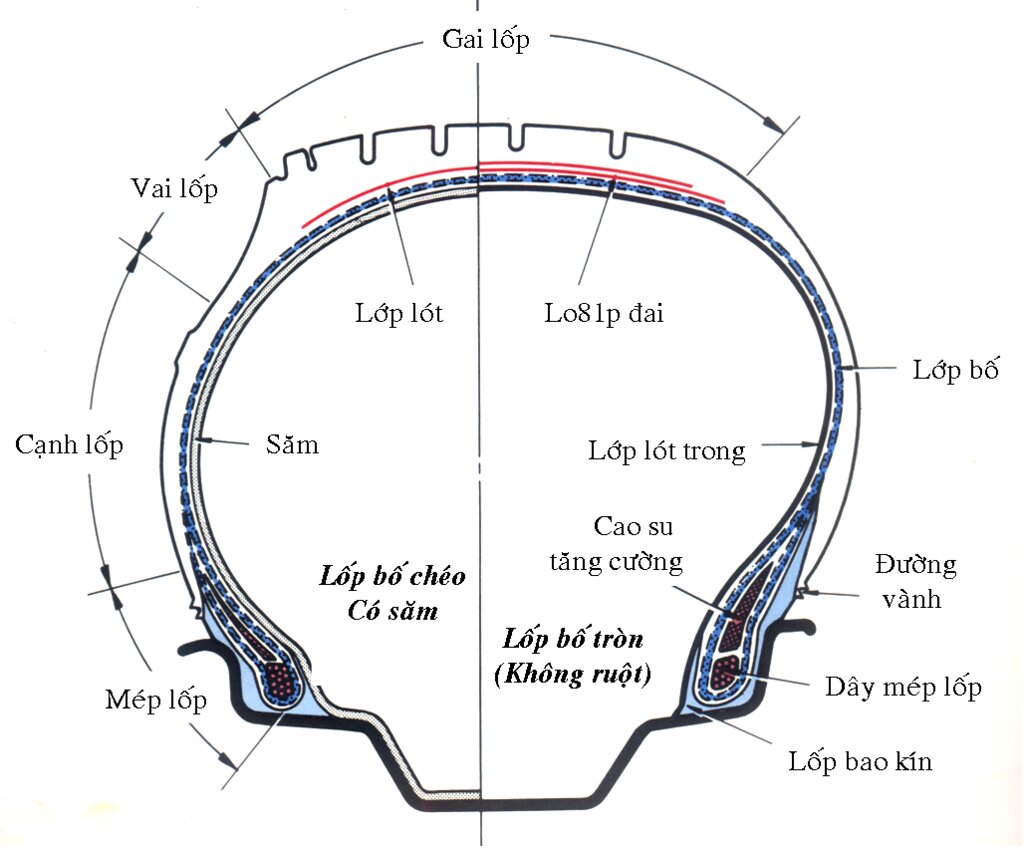 Gai lốp
Vai lốp
Lớp lót
Lo81p đai
Lớp bố
Cạnh lốp
Săm
Lớp lót trong
Cao su
tăng cường
Đường
vành
Lốp bố chéo
Có săm
Lốp bố tròn
(Không ruột)
Mép lốp
Dây mép lốp
Lốp bao kín